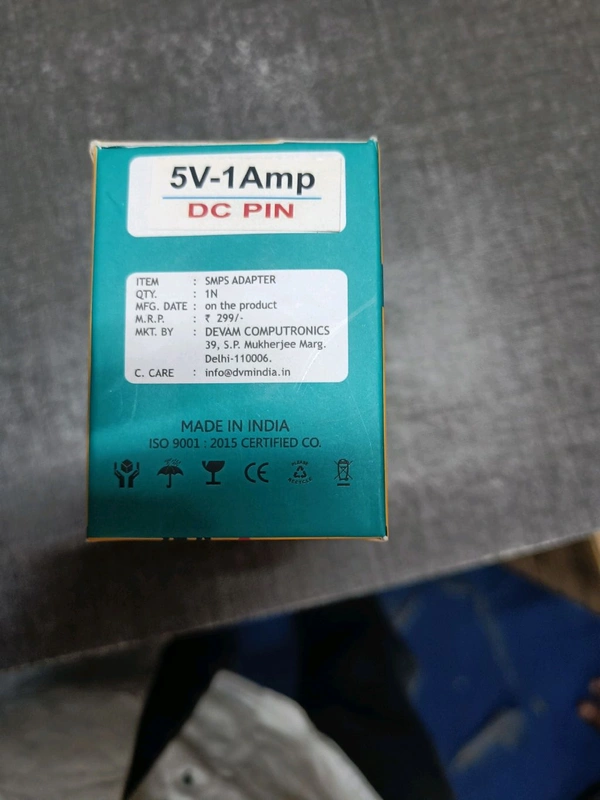 5V-1Amp
DC PIN
ITEM : SMPS ADAPTER
QTY. : 1N
MFG. DATE : on the product
M.R.P. : ₹ 299/-
MKT. BY : DEVAM COMPUTRONICS
39, S.P. Mukherjee Marg.
Delhi-110006.
C. CARE : info@dvmindia.in
MADE IN INDIA
ISO 9001 : 2015 CERTIFIED CO.
CE